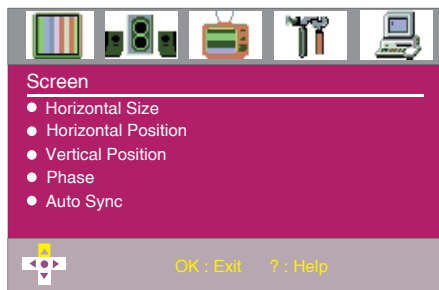 Screen
Horizontal Size
Horizontal Position
Vertical Position
Phase
Auto Sync
OK : Exit ? : Help